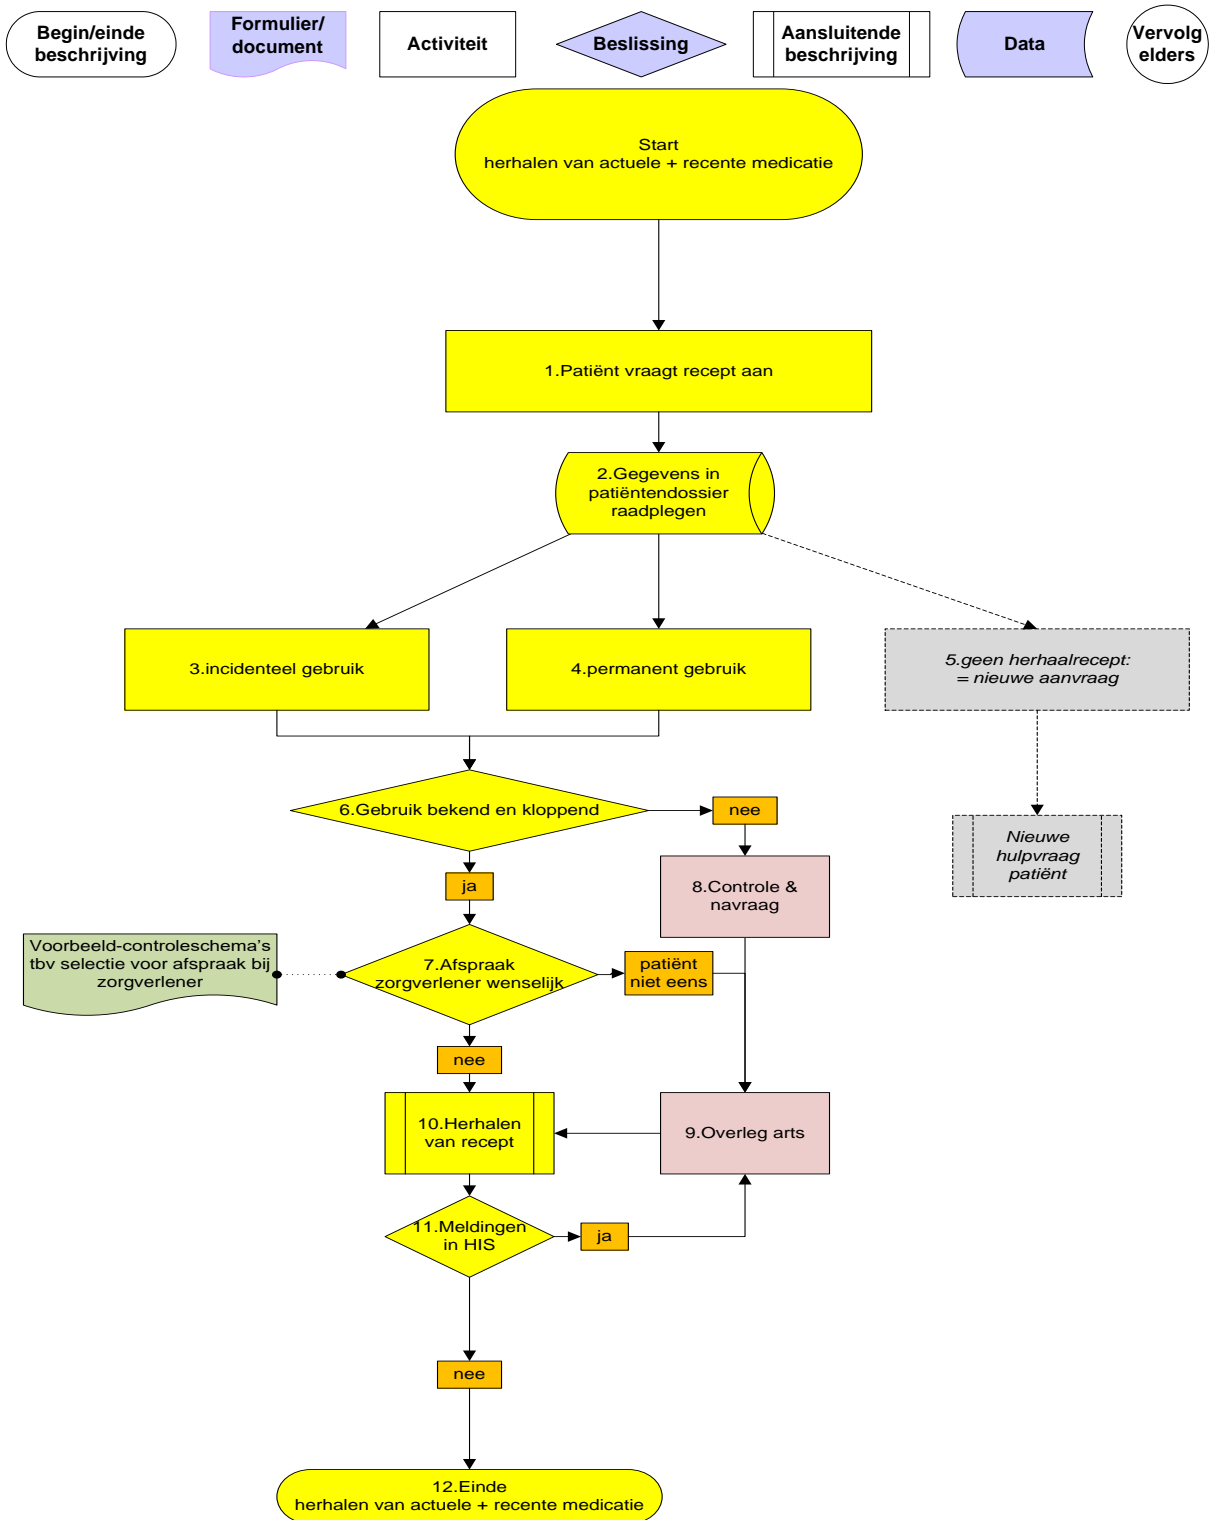 Begin/einde
beschrijving
Formulier/
document
Activiteit
Beslissing
Aansluitende
beschrijving
Data
Vervolg
elders
Start
herhalen van actuele + recente medicatie
1.Patiënt vraagt recept aan
2.Gegevens in
patiëntendossier
raadplegen
3.incidenteel gebruik
4.permanent gebruik
5.geen herhaalrecept:
= nieuwe aanvraag
6.Gebruik bekend en kloppend
nee
Nieuwe
hulpvraag
patiënt
ja
8.Controle &
navraag
Voorbeeld-controleschema's
tbv selectie voor afspraak bij
zorgverlener
7.Afspraak
zorgverlener wenselijk
patiënt
niet eens
nee
10.Herhalen
van recept
9.Overleg arts
11.Meldingen
in HIS
ja
nee
12.Einde
herhalen van actuele + recente medicatie